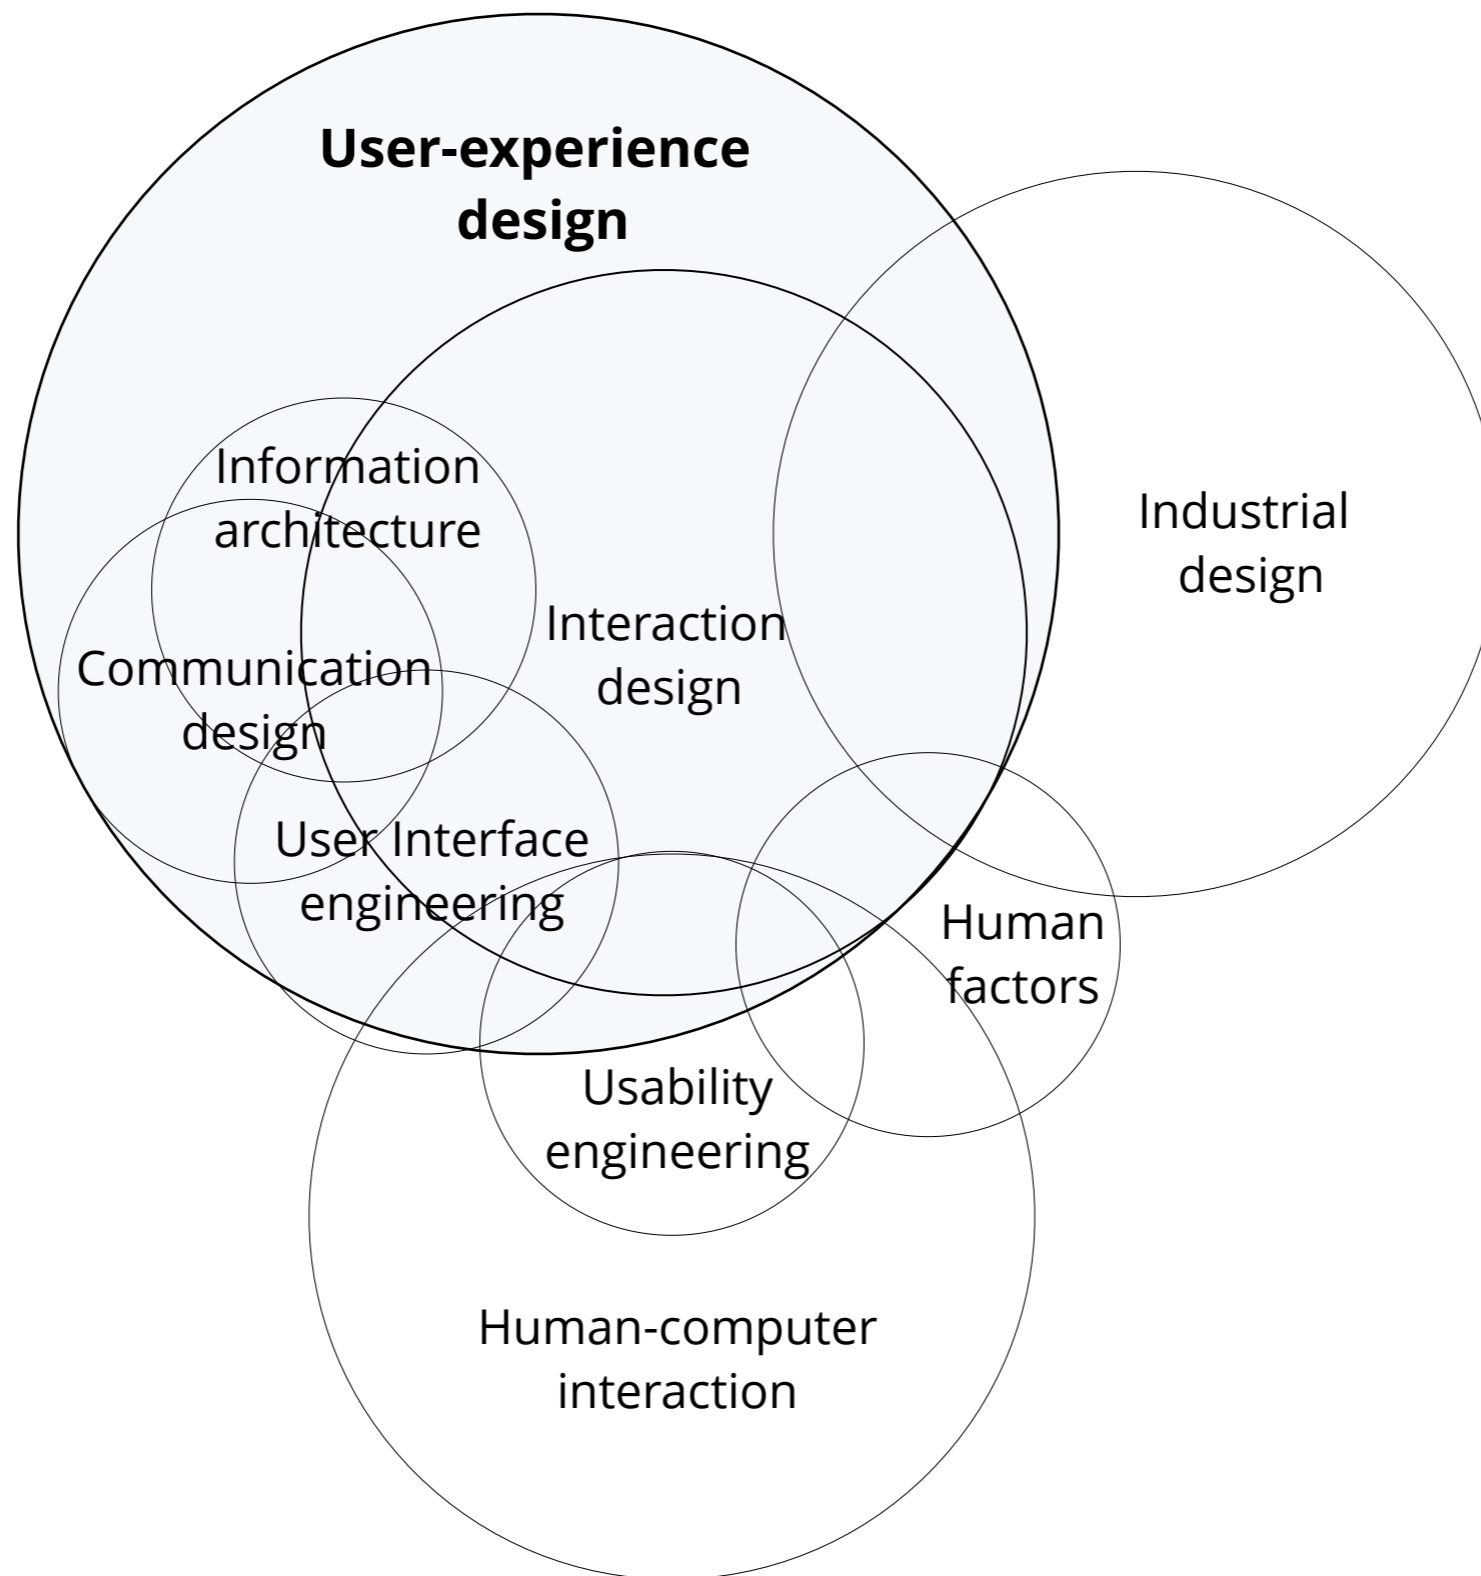 User-experience
design
Information
architecture
Industrial
design
Interaction
design
Communication
design
User Interface
engineering
Human
factors
Usability
engineering
Human-computer
interaction